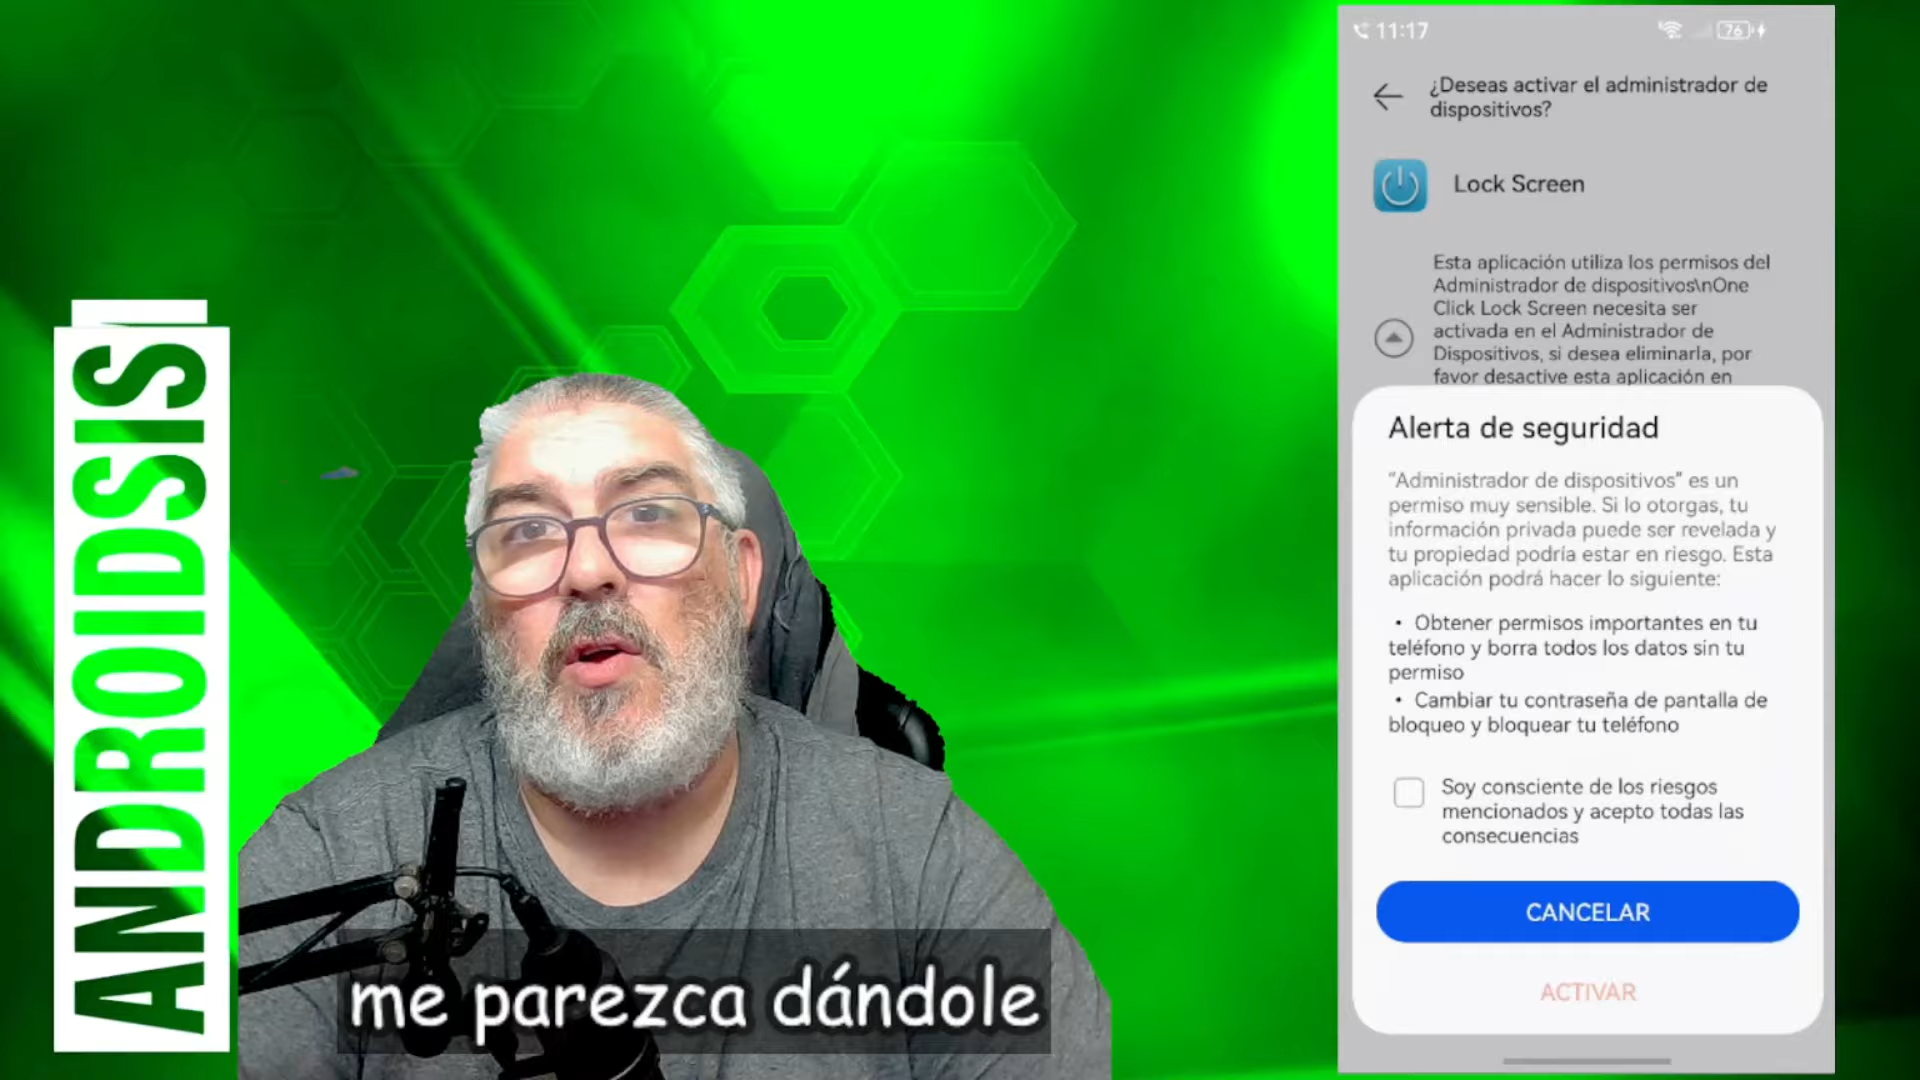 ANDROIDSIS
11:17
76
¿Deseas activar el administrador de
dispositivos?
Lock Screen
Esta aplicación utiliza los permisos del
Administrador de dispositivos\nOne
Click Lock Screen necesita ser
activada en el Administrador de
Dispositivos, si desea eliminarla, por
favor desactive esta aplicación en
Alerta de seguridad
"Administrador de dispositivos" es un
permiso muy sensible. Si lo otorgas, tu
información privada puede ser revelada y
tu propiedad podría estar en riesgo. Esta
aplicación podrá hacer lo siguiente:
• Obtener permisos importantes en tu
teléfono y borra todos los datos sin tu
permiso
• Cambiar tu contraseña de pantalla de
bloqueo y bloquear tu teléfono
Soy consciente de los riesgos
mencionados y acepto todas las
consecuencias
CANCELAR
ACTIVAR
me parezca dándole